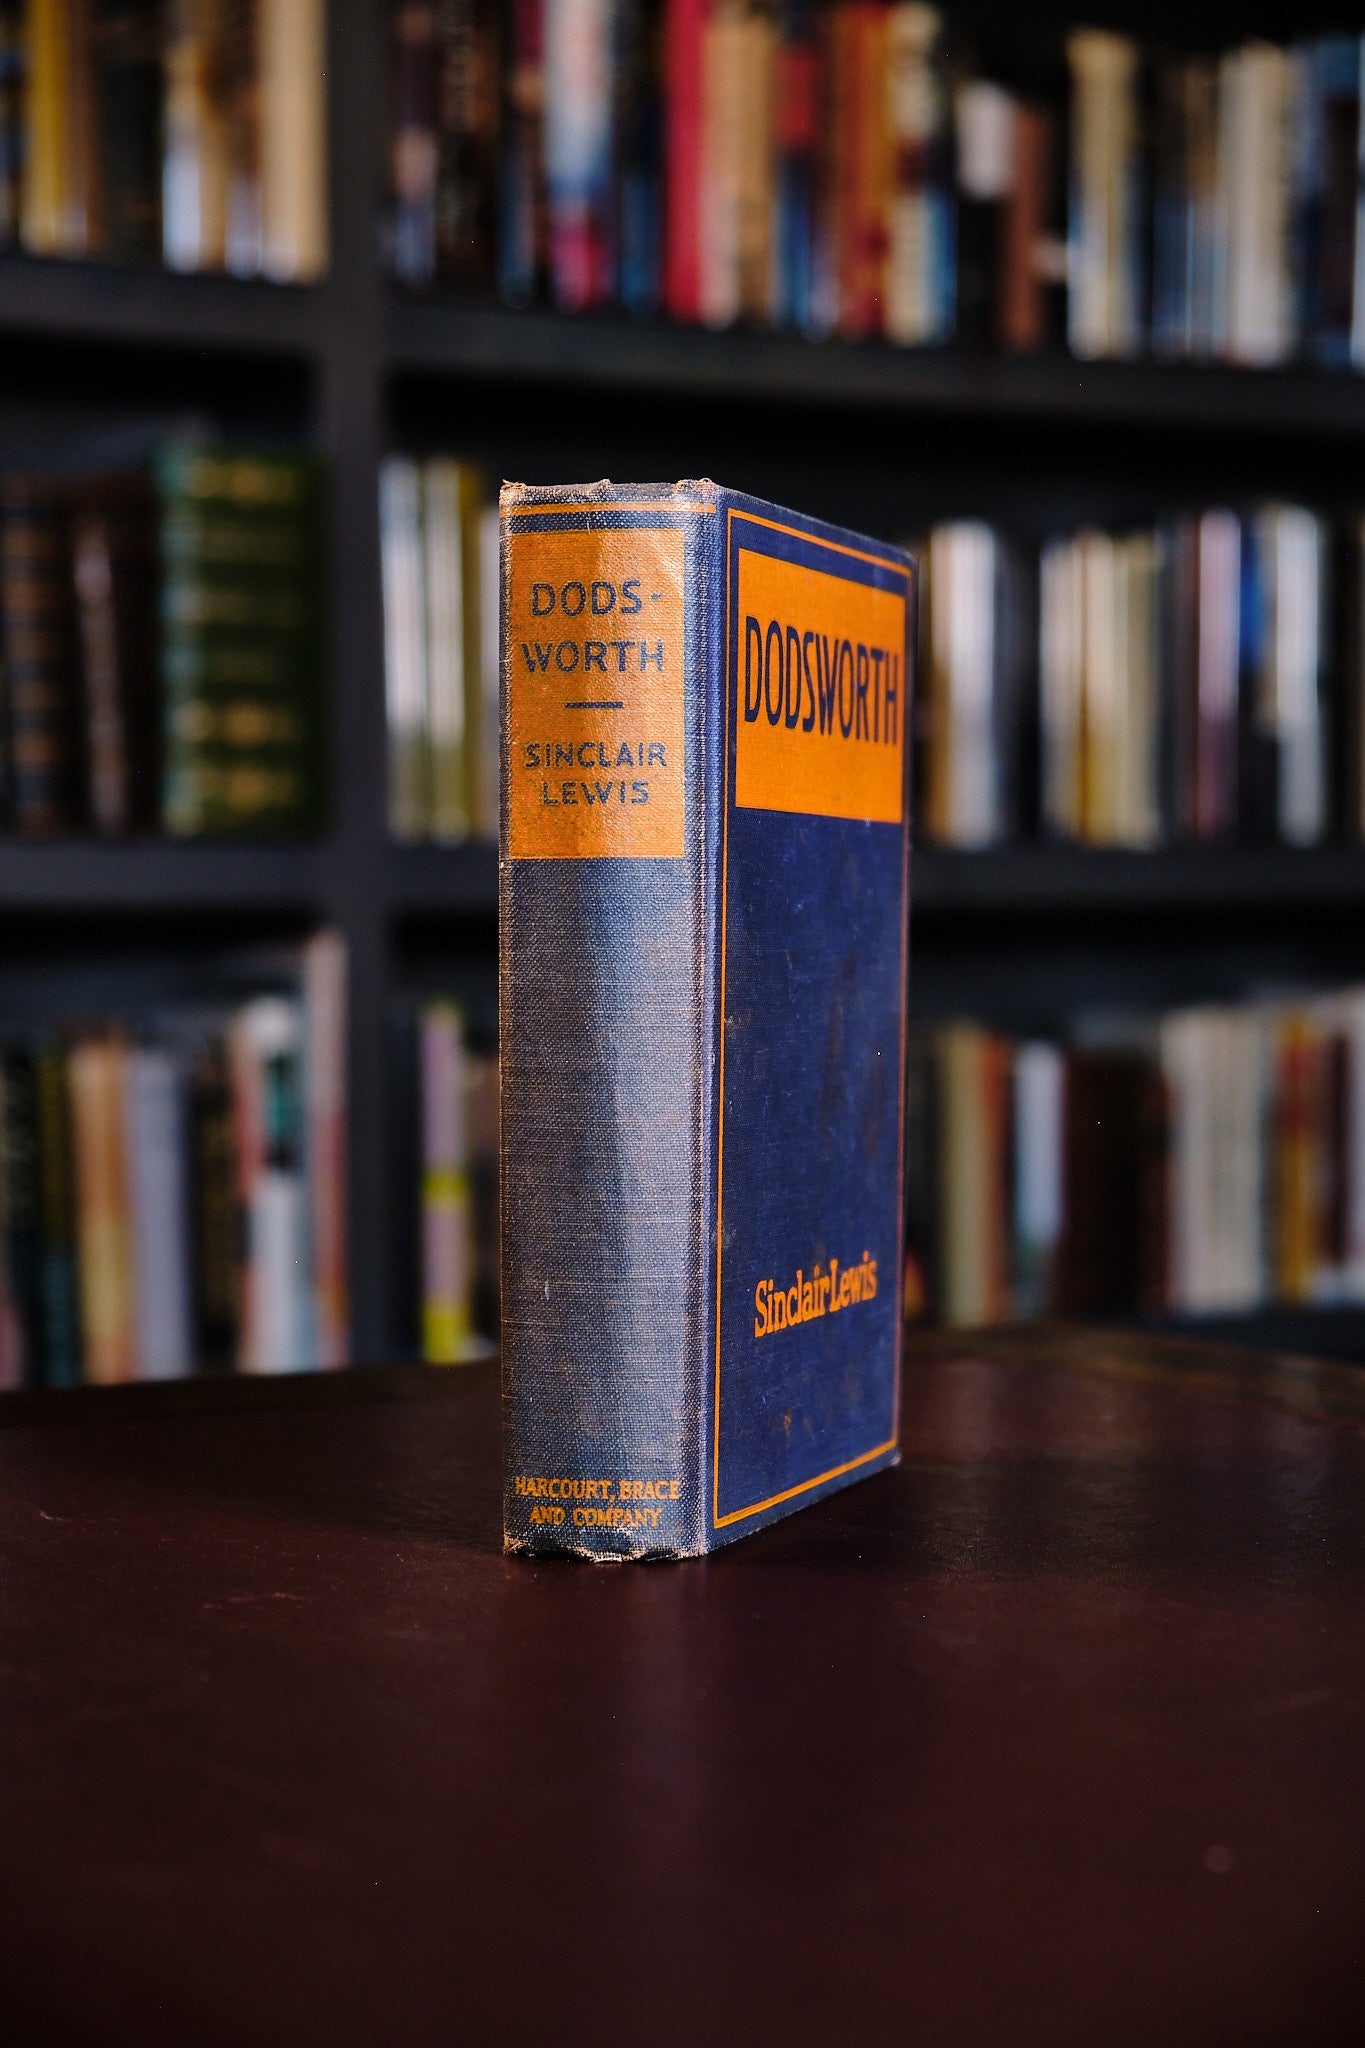 DODS-
WORTH
SINCLAIR
LEWIS
HARCOURT, BRACE
AND COMPANY
DODSWORTH
Sinclair Lewis